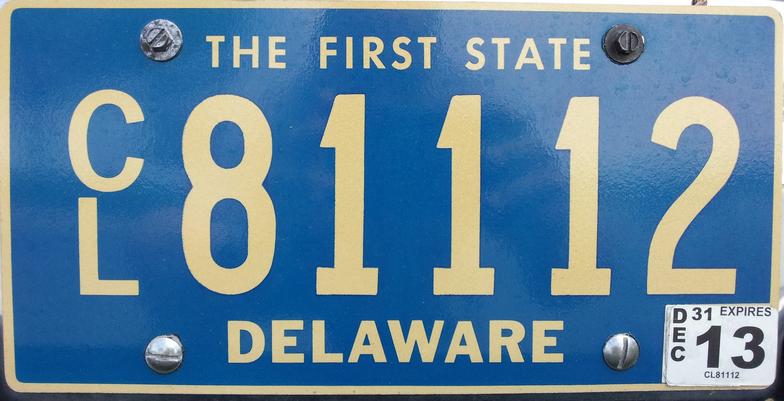 THE FIRST STATE
CL 81112
DELAWARE
DEC 31 EXPIRES
13
CL81112